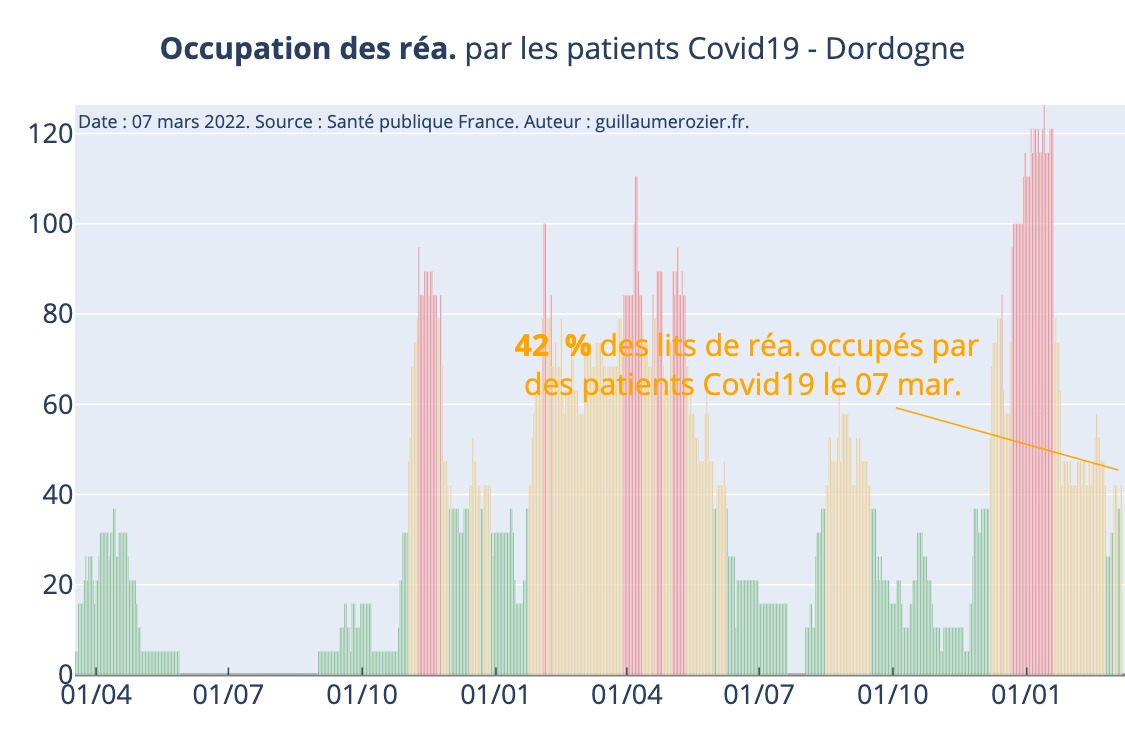 Occupation des réa. par les patients Covid19 - Dordogne
Date : 07 mars 2022. Source : Santé publique France. Auteur : guillaumerozier.fr.
120
100
80
60
40
20
0
42 % des lits de réa. occupés par
des patients Covid19 le 07 mar.
01/04 01/07 01/10 01/01 01/04 01/07 01/10 01/01